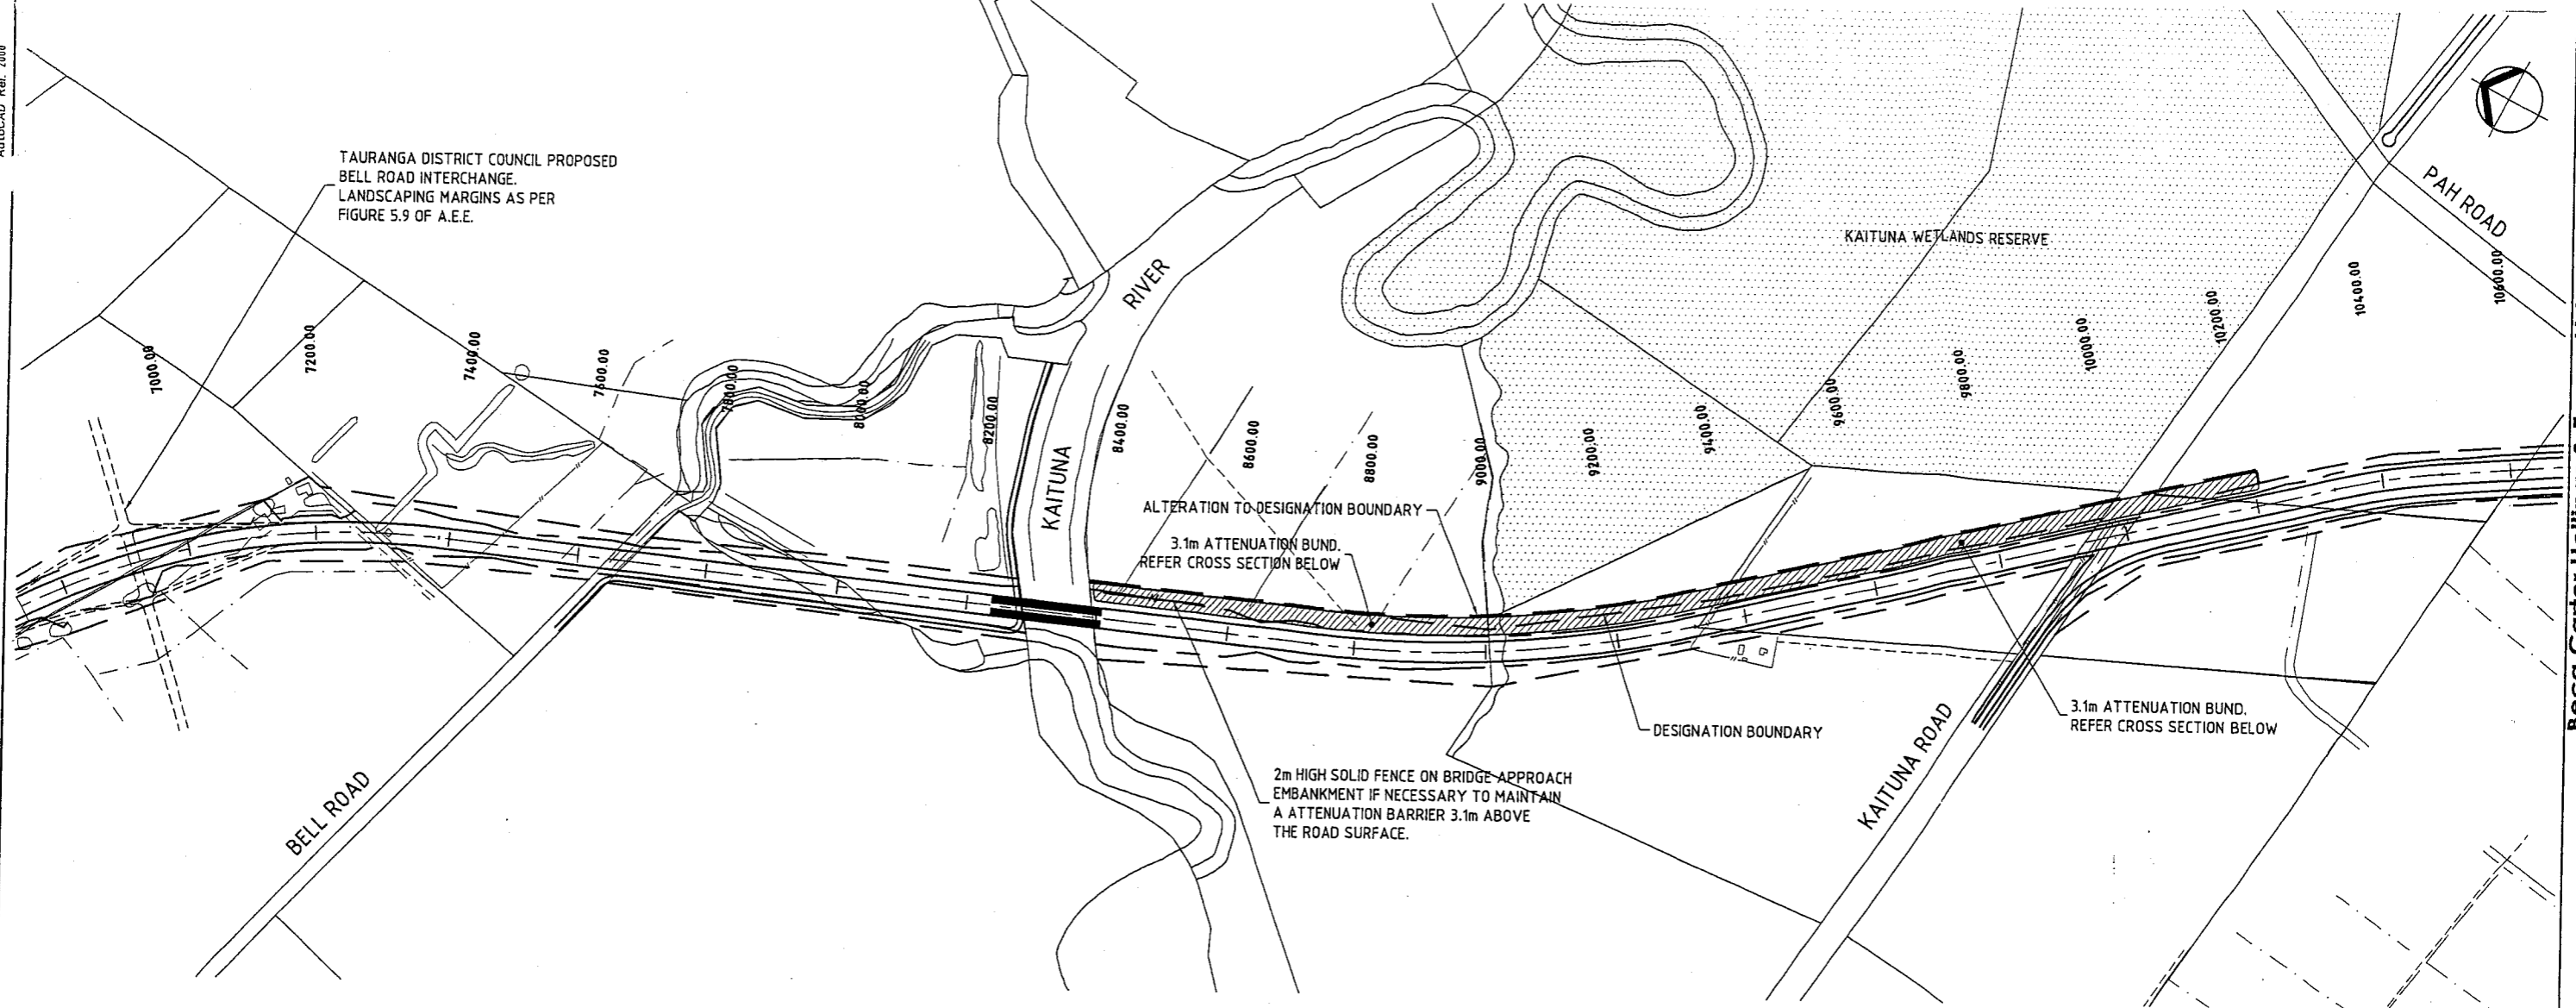 AutoCAD Rel. 2000
TAURANGA DISTRICT COUNCIL PROPOSED
BELL ROAD INTERCHANGE.
LANDSCAPING MARGINS AS PER
FIGURE 5.9 OF A.E.E.
RIVER
KAITUNA WETLANDS RESERVE
PAH ROAD
7000.00
7200.00
7400.00
7600.00
7800.00
8000.00
8200.00
8400.00
8600.00
8800.00
9000.00
9200.00
9400.00
9600.00
9800.00
10000.00
10200.00
10400.00
10600.00
KAITUNA
ALTERATION TO DESIGNATION BOUNDARY
3.1m ATTENUATION BUND.
REFER CROSS SECTION BELOW
DESIGNATION BOUNDARY
3.1m ATTENUATION BUND.
REFER CROSS SECTION BELOW
2m HIGH SOLID FENCE ON BRIDGE APPROACH
EMBANKMENT IF NECESSARY TO MAINTAIN
A ATTENUATION BARRIER 3.1m ABOVE
THE ROAD SURFACE.
BELL ROAD
KAITUNA ROAD